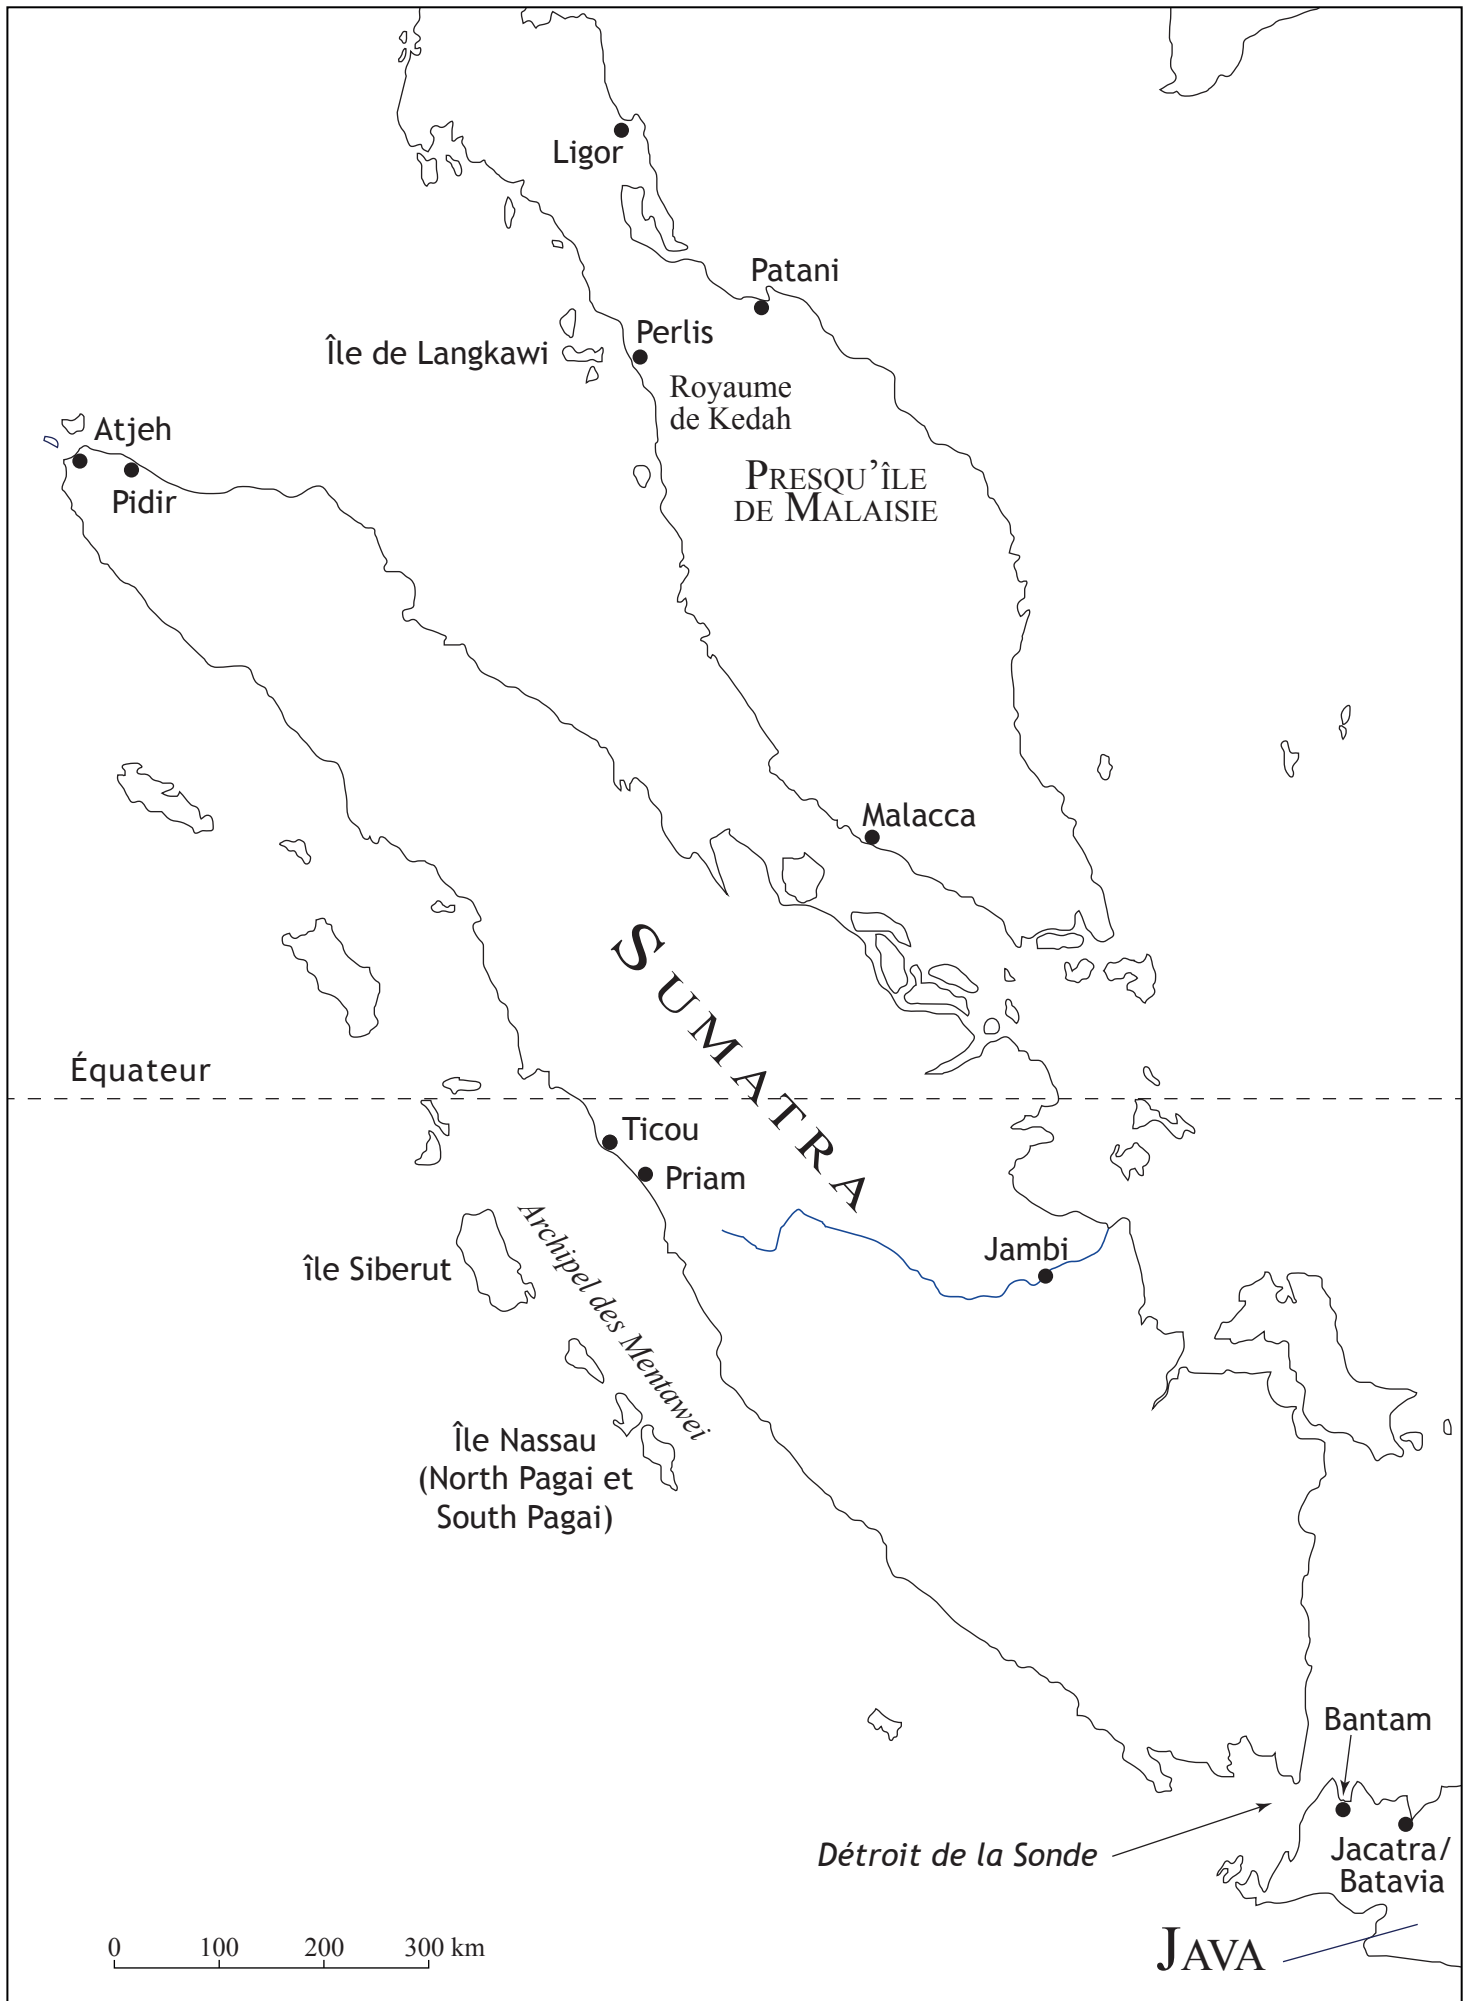 Ligor
Patani
Perlis
Île de Langkawi
Royaume
de Kedah
Atjeh
Pidir
PRESQU'ÎLE
DE MALAISIE
Malacca
SUMATRA
Équateur
Ticou
Priam
Archipel des Mentawei
Jambi
île Siberut
Île Nassau
(North Pagai et
South Pagai)
Bantam
Détroit de la Sonde
Jacatra/
Batavia
JAVA
0 100 200 300 km